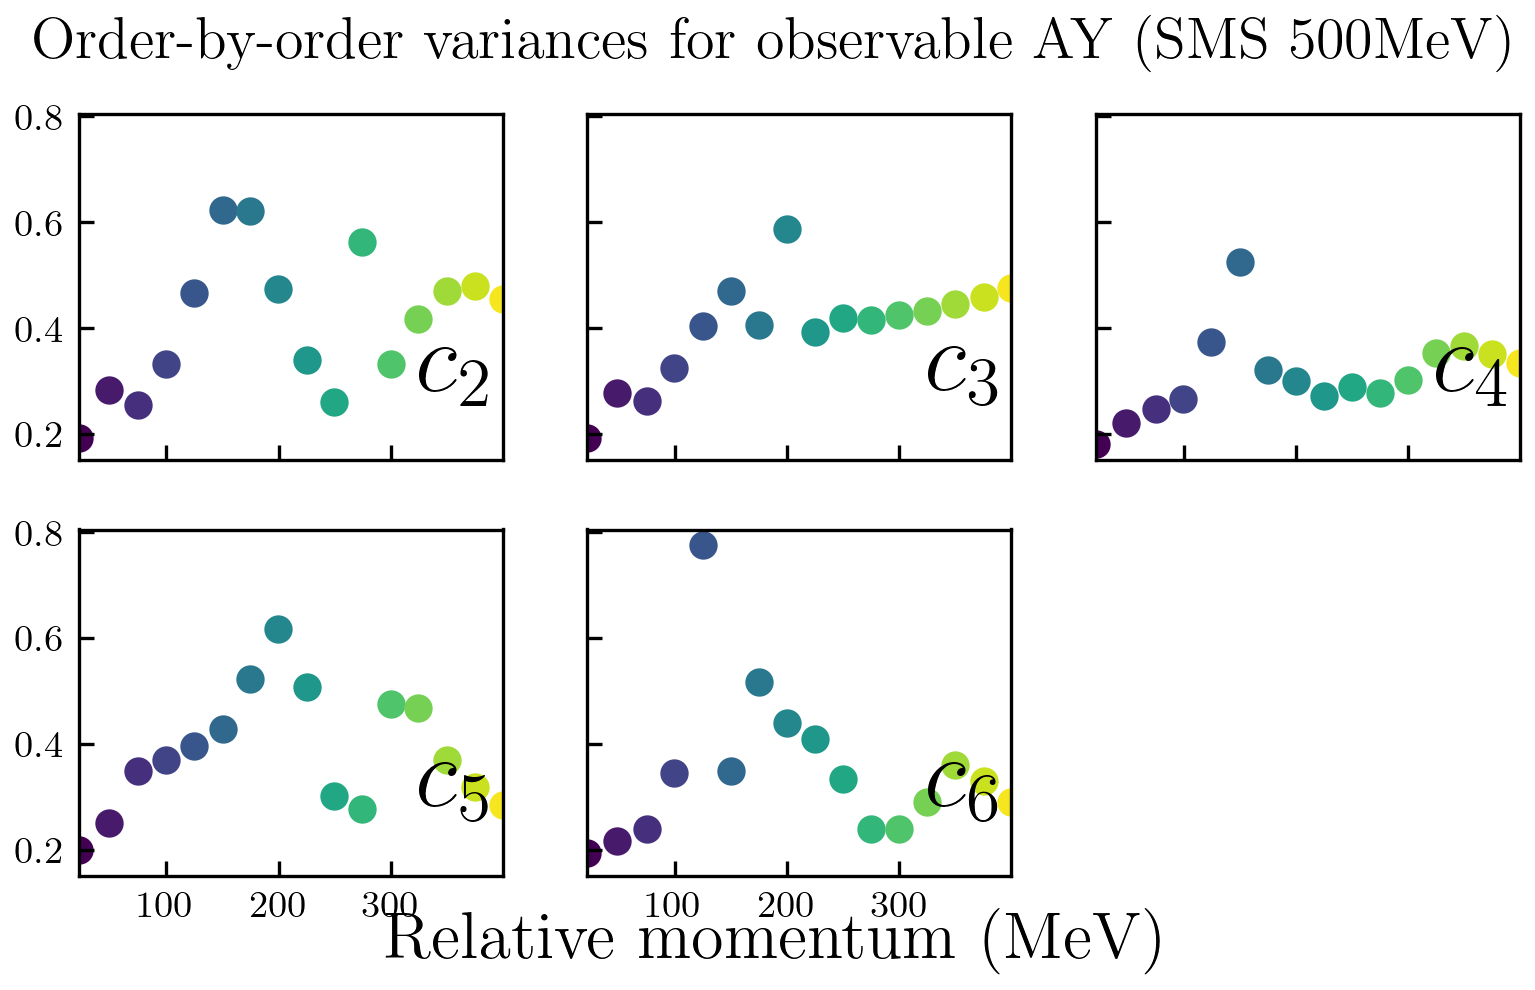 Order-by-order variances for observable AY (SMS 500MeV)
0.8
0.6
0.4
0.2
c₂
c₃
c₄
0.8
0.6
0.4
0.2
c₅
c₆
100 200 300
100 200 300
Relative momentum (MeV)